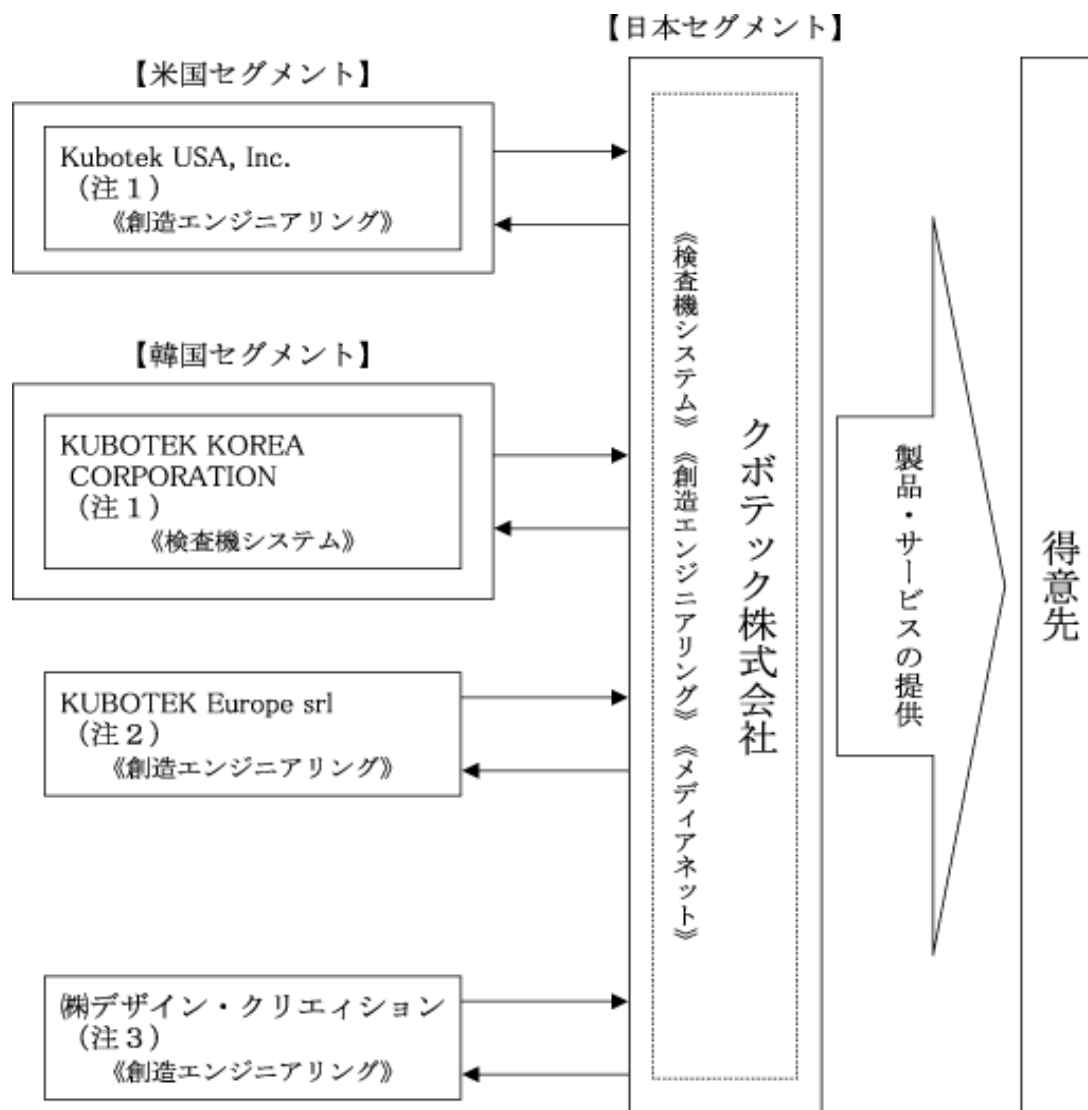 【日本セグメント】
【米国セグメント】
Kubotek USA, Inc.
（注１）
《創造エンジニアリング》
【韓国セグメント】
KUBOTEK KOREA
CORPORATION
（注１）
《検査機システム》
KUBOTEK Europe srl
（注２）
《創造エンジニアリング》
㈱デザイン・クリエィション
（注３）
《創造エンジニアリング》
クボテック株式会社
《検査機システム》《創造エンジニアリング》《メディアネット》
製品・サービスの提供
得意先